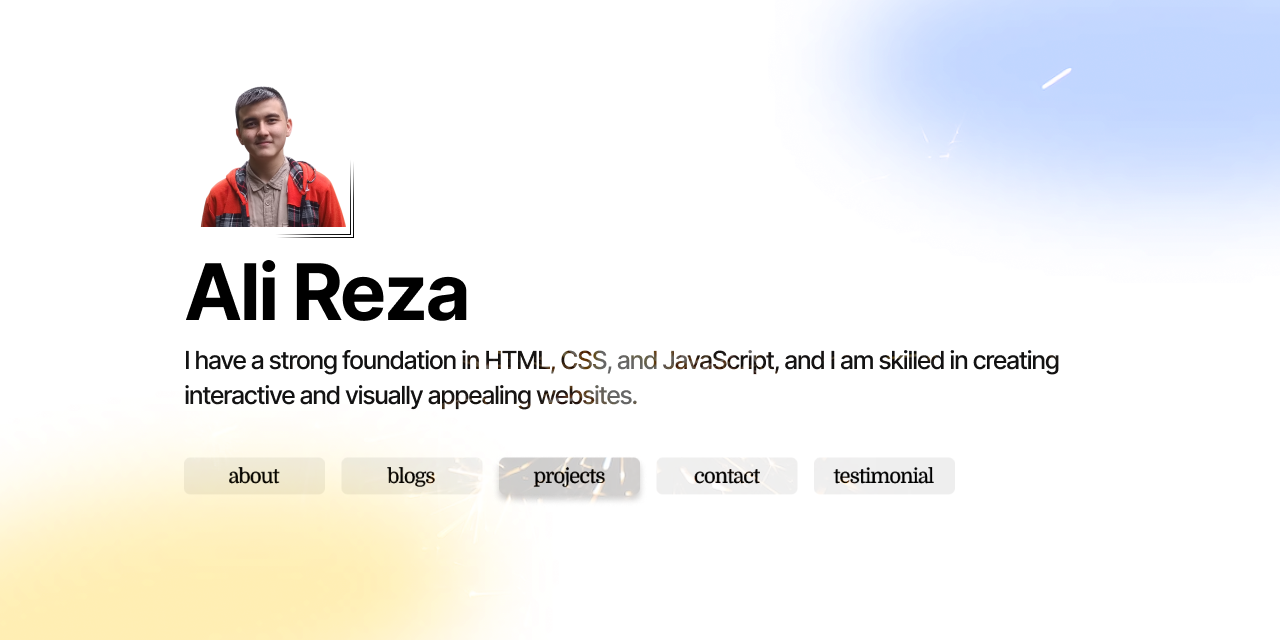 Ali Reza
I have a strong foundation in HTML, CSS, and JavaScript, and I am skilled in creating
interactive and visually appealing websites.
about
blogs
projects
contact
testimonial